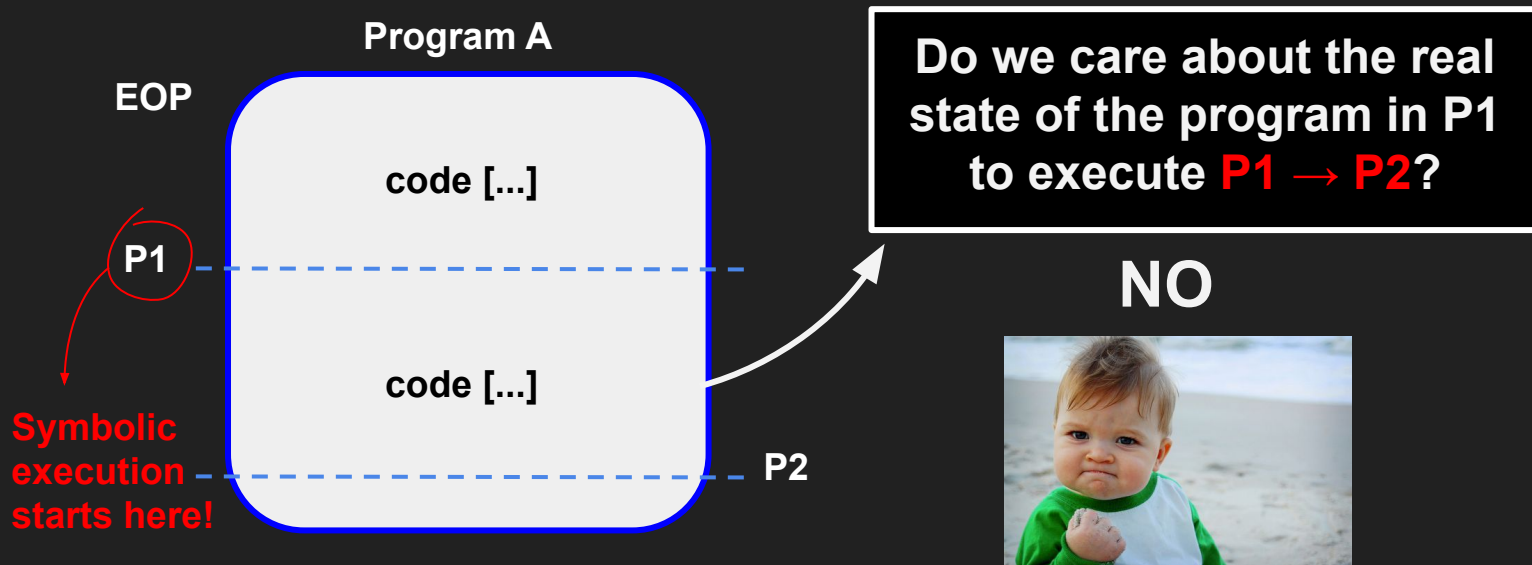 Program A
EOP
code [...]
P1
code [...]
Symbolic
execution
starts here!
P2
Do we care about the real
state of the program in P1
to execute P1 → P2?
NO